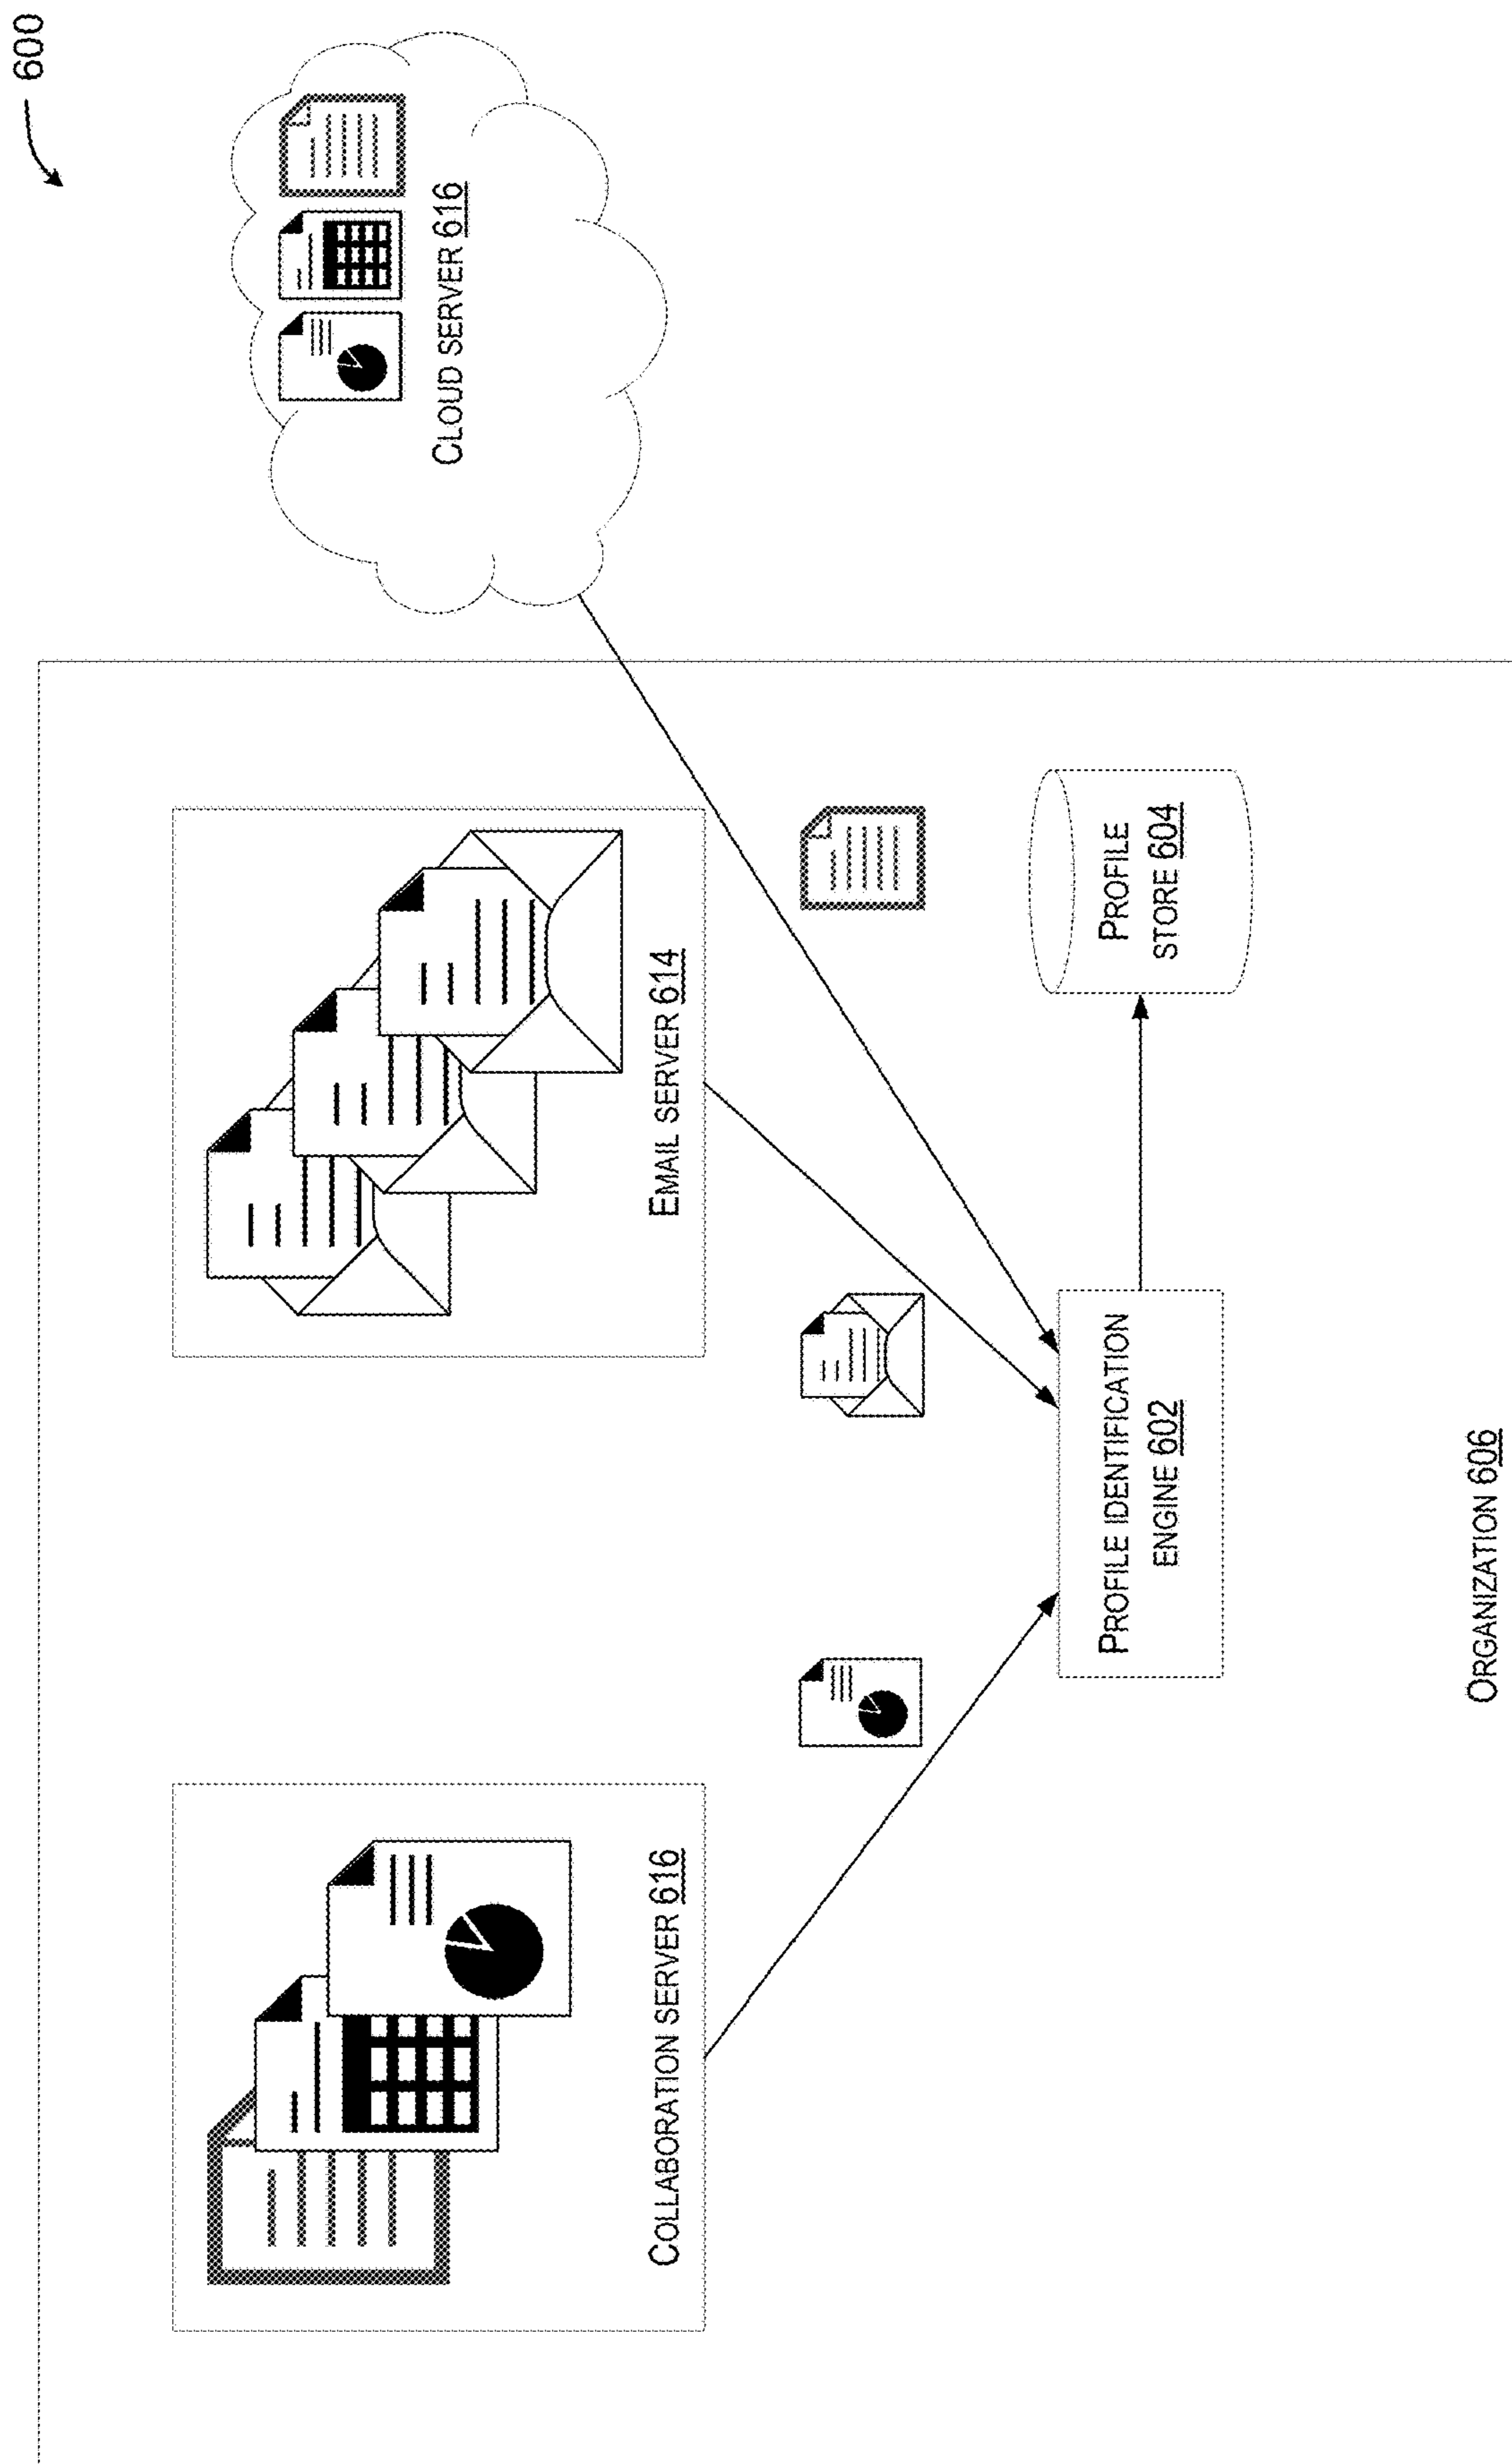 600
COLLABORATION SERVER 616
EMAIL SERVER 614
CLOUD SERVER 616
PROFILE IDENTIFICATION
ENGINE 602
PROFILE
STORE 604
ORGANIZATION 606